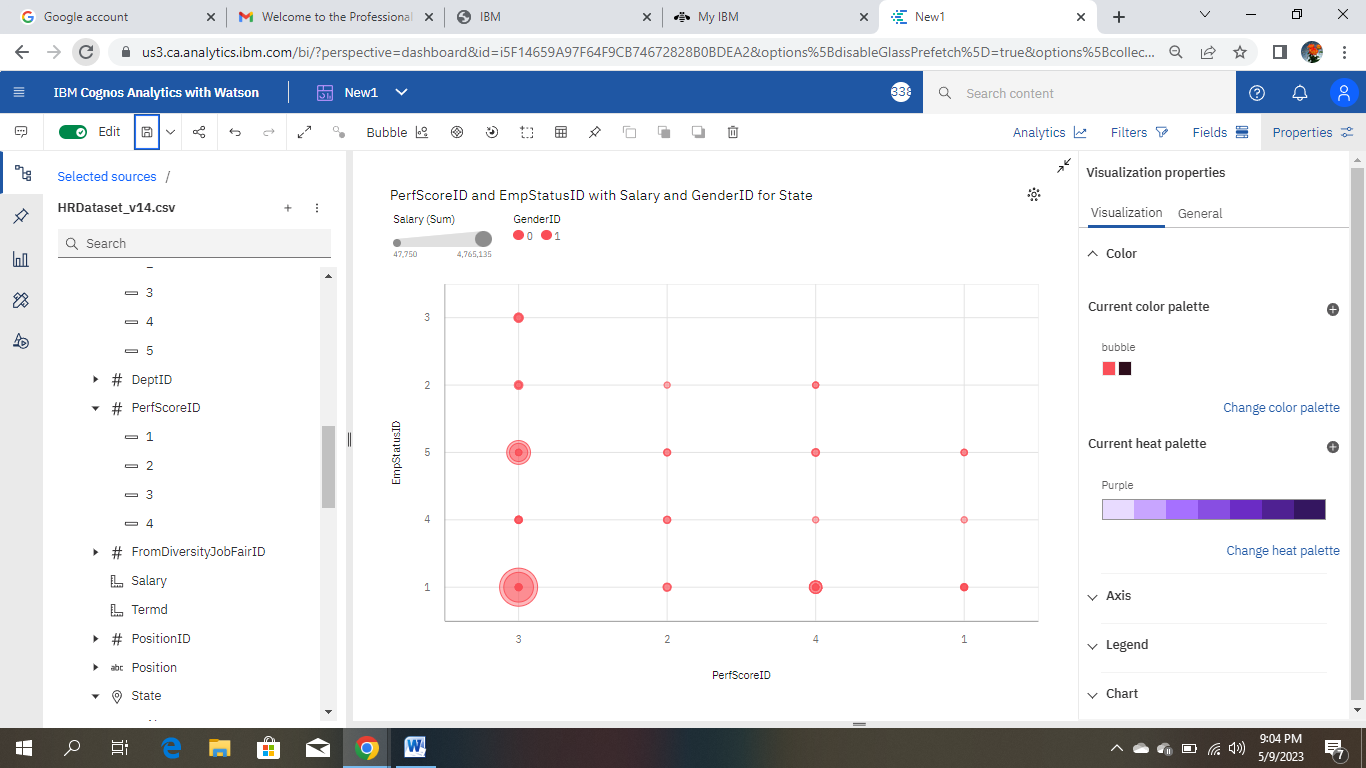 Google account
Welcome to the Professional
IBM
My IBM
New1
us3.ca.analytics.ibm.com/bi/?perspective=dashboard&id=i5F14659A97F64F9CB74672828B0BDEA2&options%5BdisableGlassPrefetch%5D=true&options%5Bcollec...
IBM Cognos Analytics with Watson
New1
338
Search content
Edit
Bubble
Analytics
Filters
Fields
Properties
Selected sources /
HRDataset_v14.csv
Search
3
4
5
DeptID
PerfScoreID
1
2
3
4
FromDiversityJobFairID
Salary
Termd
PositionID
abc Position
State
PerfScoreID and EmpStatusID with Salary and GenderID for State
Salary (Sum)
47,750 4,765,135
GenderID
0 1
EmpStatusID
3
2
5
4
1
3 2 4 1
PerfScoreID
Visualization properties
Visualization General
Color
Current color palette
bubble
Change color palette
Current heat palette
Purple
Change heat palette
Axis
Legend
Chart
9:04 PM
5/9/2023
7